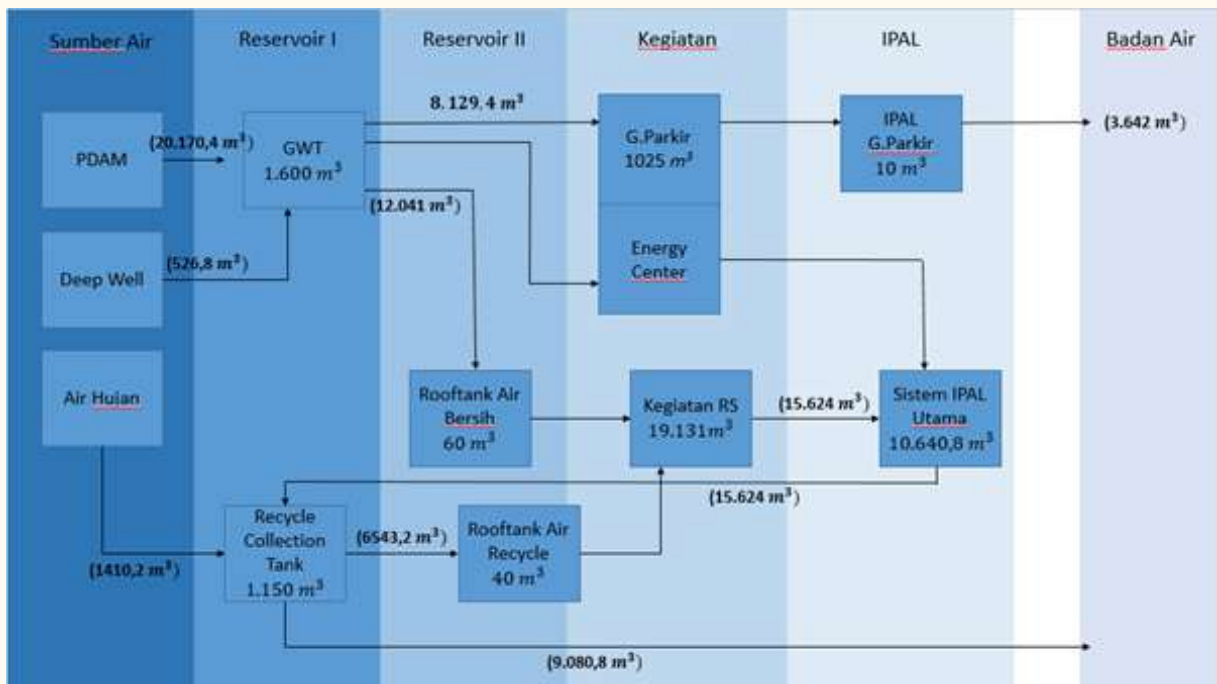 Sumber Air
Reservoir I
Reservoir II
Kegiatan
IPAL
Badan Air
PDAM
(20.170,4 m³)
GWT
1.600 m³
8.129,4 m³
G.Parkir
1025 m³
IPAL
G.Parkir
10 m³
(3.642 m³)
(12.041 m³)
Deep Well
(526,8 m³)
Energy
Center
Air Hujan
Rooftank Air
Bersih
60 m³
Kegiatan RS
19.131m³
(15.624 m³)
Sistem IPAL
Utama
10.640,8 m³
(15.624 m³)
(1410,2 m³)
Recycle
Collection
Tank
1.150 m³
(6543,2 m³)
Rooftank Air
Recycle
40 m³
(9.080,8 m³)